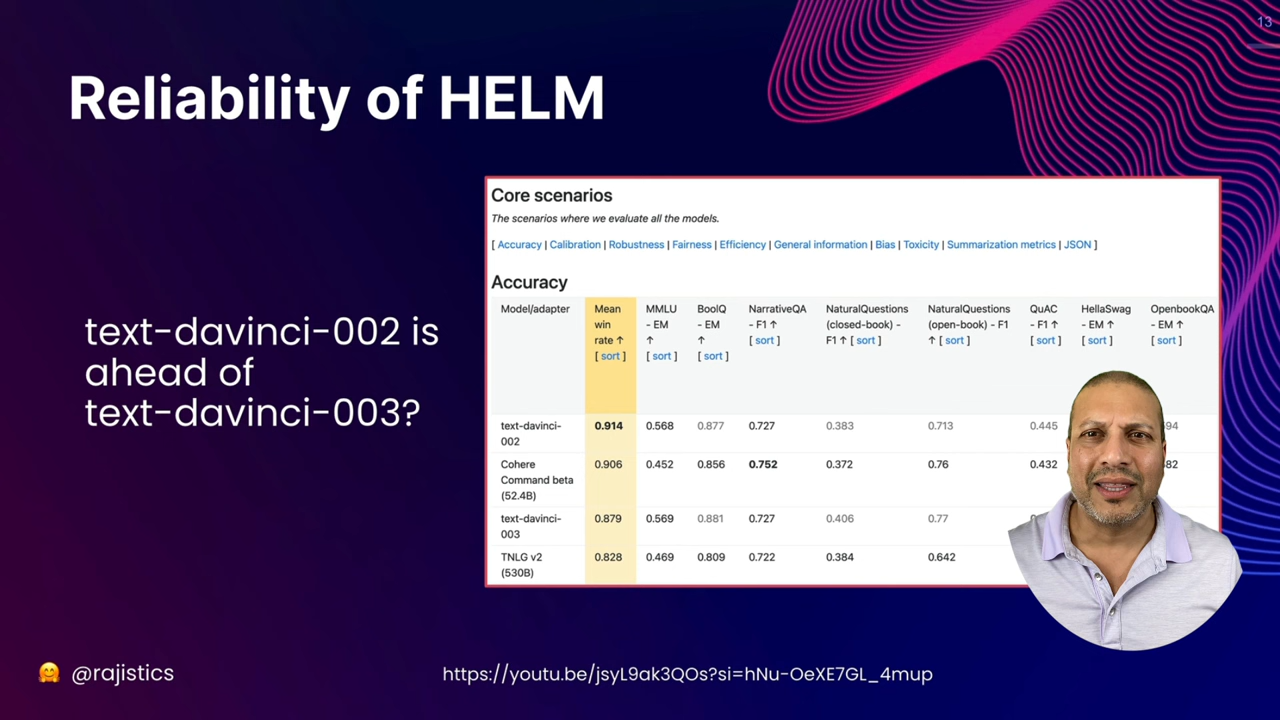 13
Reliability of HELM
text-davinci-002 is
ahead of
text-davinci-003?
Core scenarios
The scenarios where we evaluate all the models.
[ Accuracy | Calibration | Robustness | Fairness | Efficiency | General information | Bias | Toxicity | Summarization metrics | JSON ]
Accuracy
Model/adapter Mean win rate ↑ [ sort ] MMLU - EM ↑ [ sort ] BoolQ - EM ↑ [ sort ] NarrativeQA - F1 ↑ [ sort ] NaturalQuestions (closed-book) - F1 ↑ [ sort ] NaturalQuestions (open-book) - F1 ↑ [ sort ] QuAC - F1 ↑ [ sort ] HellaSwag - EM ↑ [ sort ] OpenbookQA - EM ↑ [ sort ]
text-davinci-002 0.914 0.568 0.877 0.727 0.383 0.713 0.445
Cohere Command beta (52.4B) 0.906 0.452 0.856 0.752 0.372 0.76 0.432
text-davinci-003 0.879 0.569 0.881 0.727 0.406 0.77
TNLG v2 (530B) 0.828 0.469 0.809 0.722 0.384 0.642
🤗 @rajistics
https://youtu.be/jsyL9ak3QOs?si=hNu-OeXE7GL_4mup